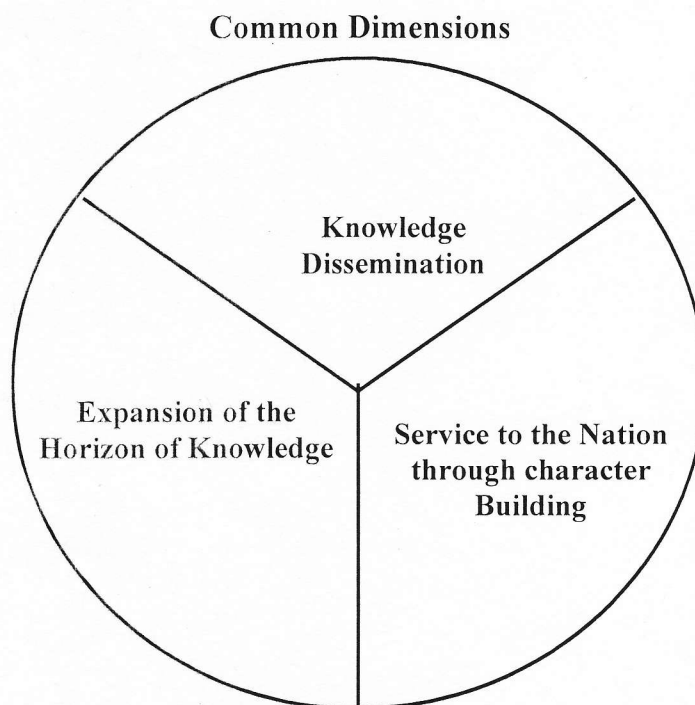 Common Dimensions
Knowledge
Dissemination
Expansion of the
Horizon of Knowledge
Service to the Nation
through character
Building